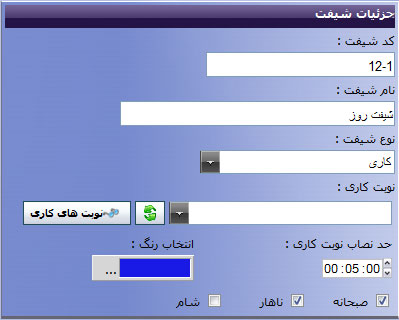 جزئیات شیفت
کد شیفت :
12-1
نام شیفت :
شیفت روز
نوع شیفت :
کاری
نوبت کاری :
نوبت های کاری
حد نصاب نوبت کاری : انتخاب رنگ :
00:05:00 ...
صبحانه ناهار شام